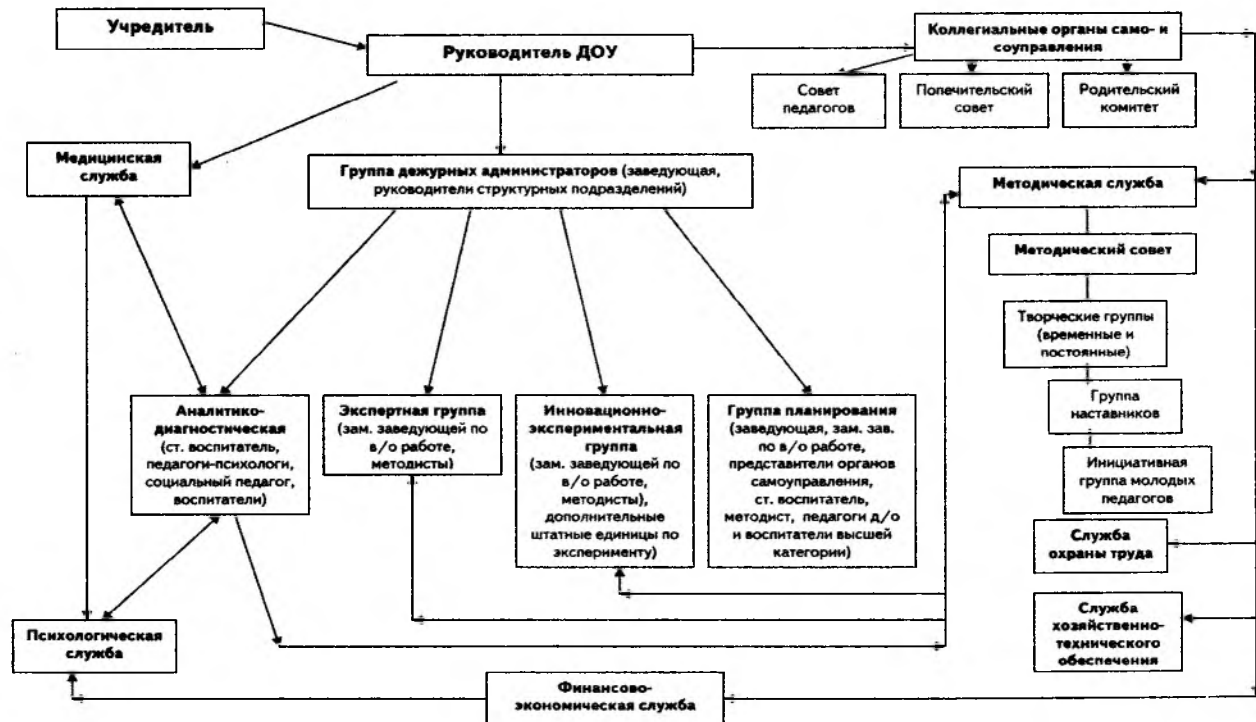 Учредитель
Руководитель ДОУ
Коллегиальные органы само- и
соуправления
Совет
педагогов
Попечительский
совет
Родительский
комитет
Медицинская
служба
Группа дежурных администраторов (заведующая,
руководители структурных подразделений)
Методическая служба
Методический совет
Творческие группы
(временные и
постоянные)
Группа
наставников
Инициативная
группа молодых
педагогов
Аналитико-
диагностическая
(ст. воспитатель,
педагоги-психологи,
социальный педагог,
воспитатели)
Экспертная группа
(зам. заведующей по
в/о работе,
методисты)
Инновационно-
экспериментальная
группа
(зам. заведующей по
в/о работе,
методисты),
дополнительные
штатные единицы по
эксперименту)
Группа планирования
(заведующая, зам. зав.
по в/о работе,
представители органов
самоуправления,
ст. воспитатель,
методист, педагоги д/о
и воспитатели высшей
категории)
Служба
охраны труда
Служба
хозяйственно-
технического
обеспечения
Психологическая
служба
Финансово-
экономическая служба